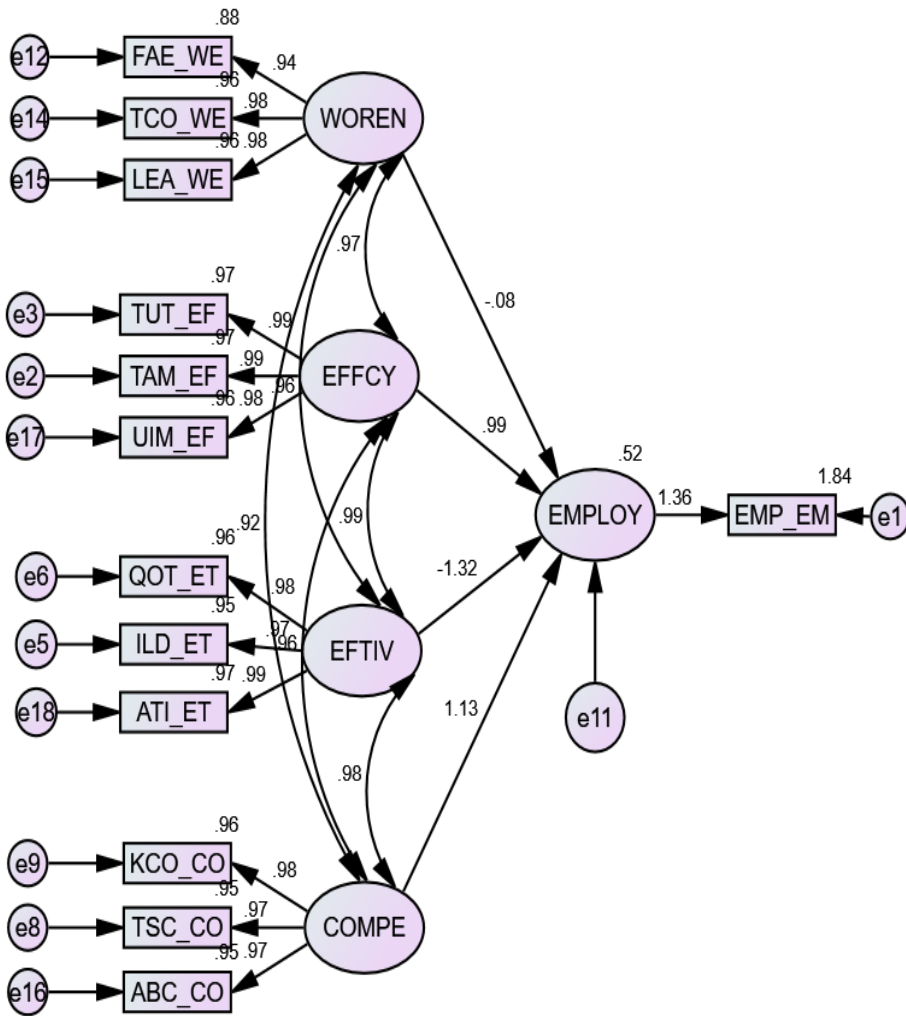 .88
e12 FAE_WE .94
.96
e14 TCO_WE .98 WOREN
.96 .98
e15 LEA_WE
.97
.97
e3 TUT_EF .99
-.08
.97
e2 TAM_EF .99 EFFCY
.96 .98 .96
e17 UIM_EF
.99
.52
1.84
EMPLOY 1.36 EMP_EM e1
.92 .99
.96
e6 QOT_ET .98
-1.32
.95
e5 ILD_ET .97 .96 EFTIV
.97 .99
e18 ATI_ET
1.13
e11
.98
.96
e9 KCO_CO .98
.95
e8 TSC_CO .97 COMPE
.95 .97
e16 ABC_CO